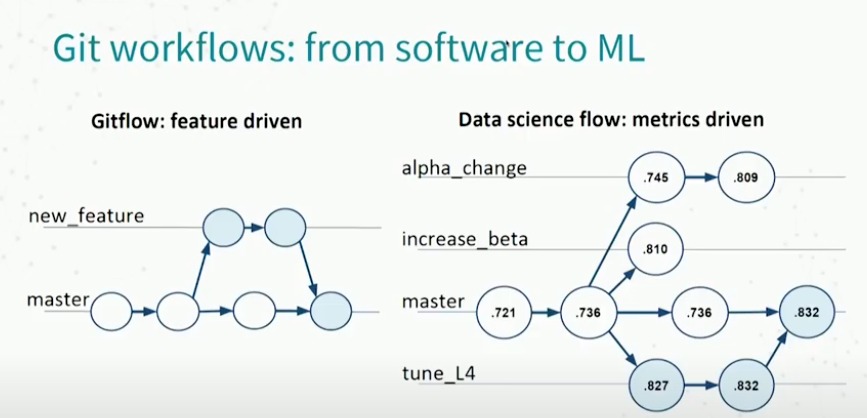 Git workflows: from software to ML
Gitflow: feature driven
new_feature
master
Data science flow: metrics driven
alpha_change
.745
.809
increase_beta
.810
master
.721
.736
.736
.832
tune_L4
.827
.832